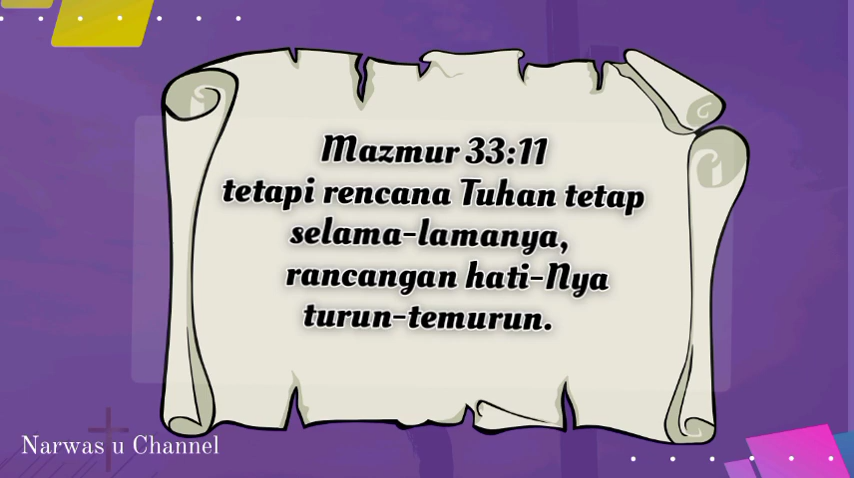 Mazmur 33:11
tetapi rencana Tuhan tetap
selama-lamanya,
rancangan hati-Nya
turun-temurun.
Narwas u Channel